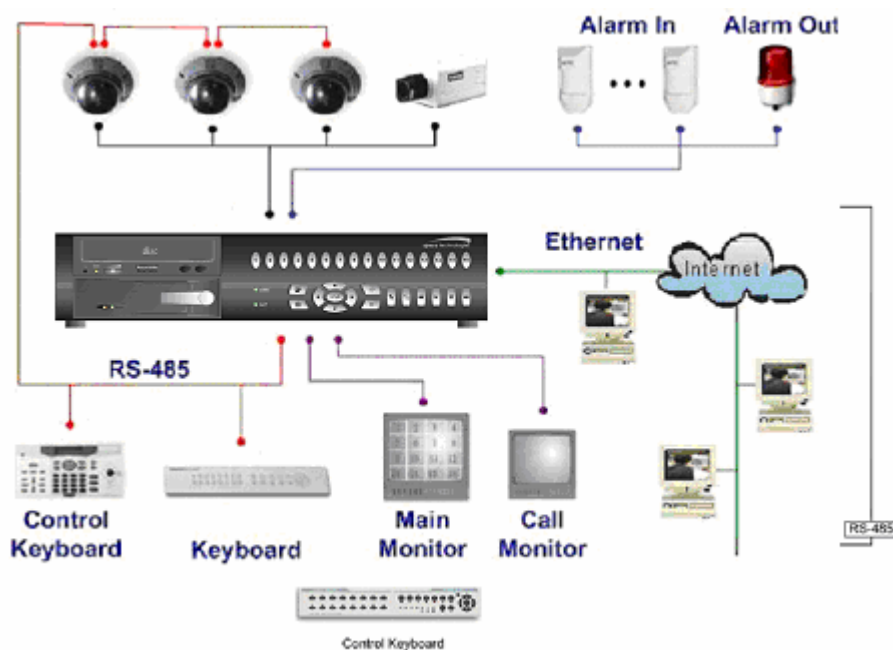 Alarm In
Alarm Out
Ethernet
Internet
RS-485
Control
Keyboard
Keyboard
Main
Monitor
Call
Monitor
RS-485
Control Keyboard